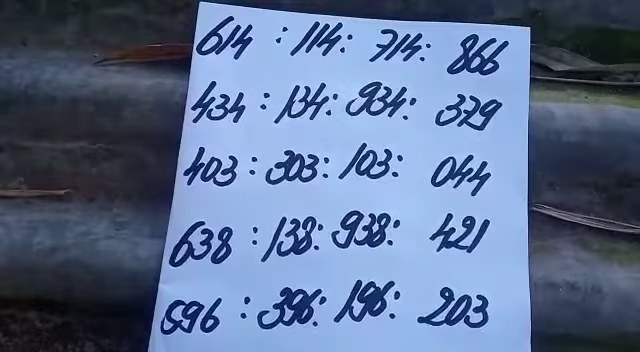 614 : 114: 714: 866
434 : 134: 934: 379
403 : 303: 103: 044
638 : 138: 938: 421
596 : 396: 196: 203